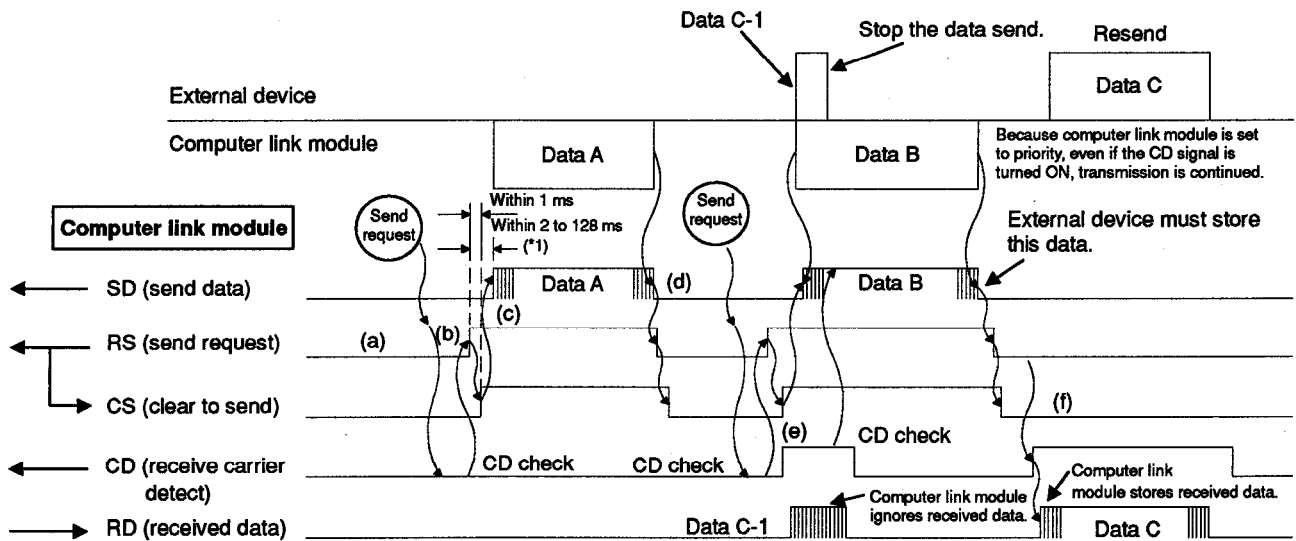 Data C-1
Stop the data send.
Resend
External device
Data C
Computer link module
Data A
Data B
Because computer link module is set
to priority, even if the CD signal is
turned ON, transmission is continued.
Send
request
Within 1 ms
Within 2 to 128 ms
(*1)
Send
request
Computer link module
External device must store
this data.
SD (send data)
Data A
(d)
Data B
(c)
RS (send request)
(a)
(b)
CS (clear to send)
(f)
(e)
CD check
CD (receive carrier
detect)
CD check
CD check
Computer link
module stores received data.
Computer link module
ignores received data.
RD (received data)
Data C-1
Data C